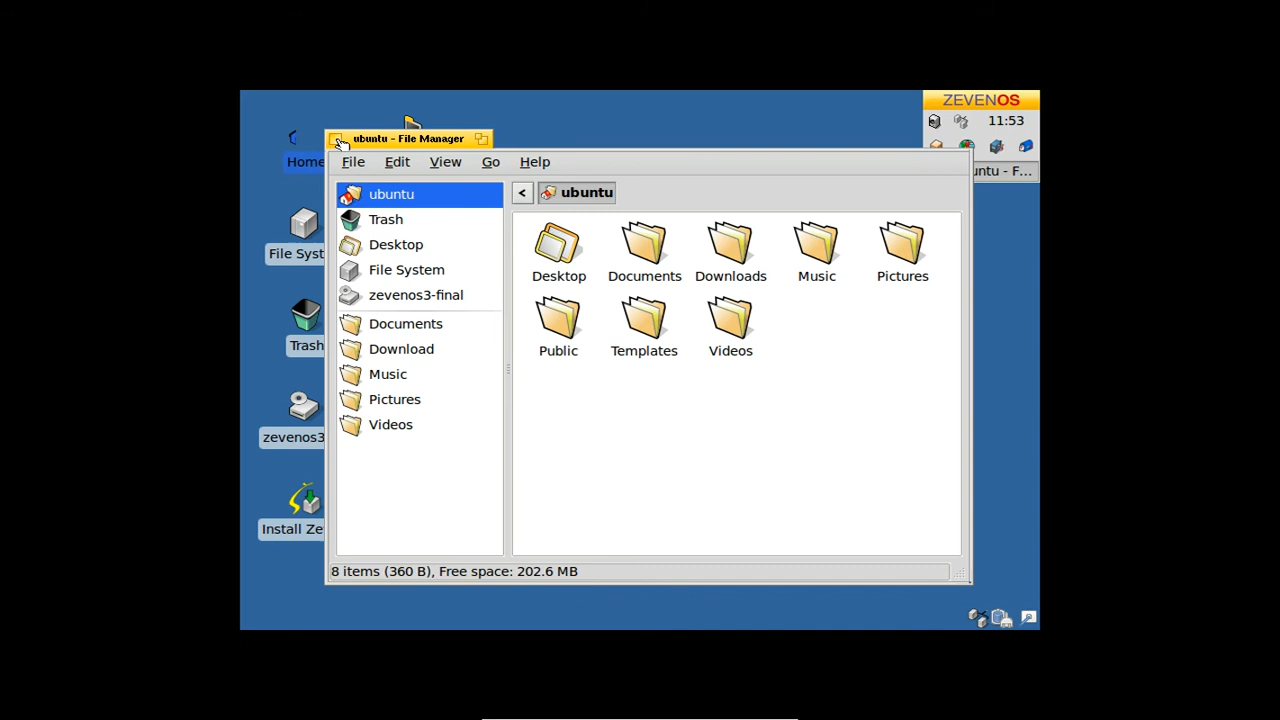 ZEVENOS
11:53
ubuntu - File Manager
Home
File Edit View Go Help
untu - F...
ubuntu
< ubuntu
Trash
Desktop
File System
zevenos3-final
Documents
Download
Music
Pictures
Videos
Desktop Documents Downloads Music Pictures
Public Templates Videos
File Syst
Trash
zevenos3
Install Ze
8 items (360 B), Free space: 202.6 MB